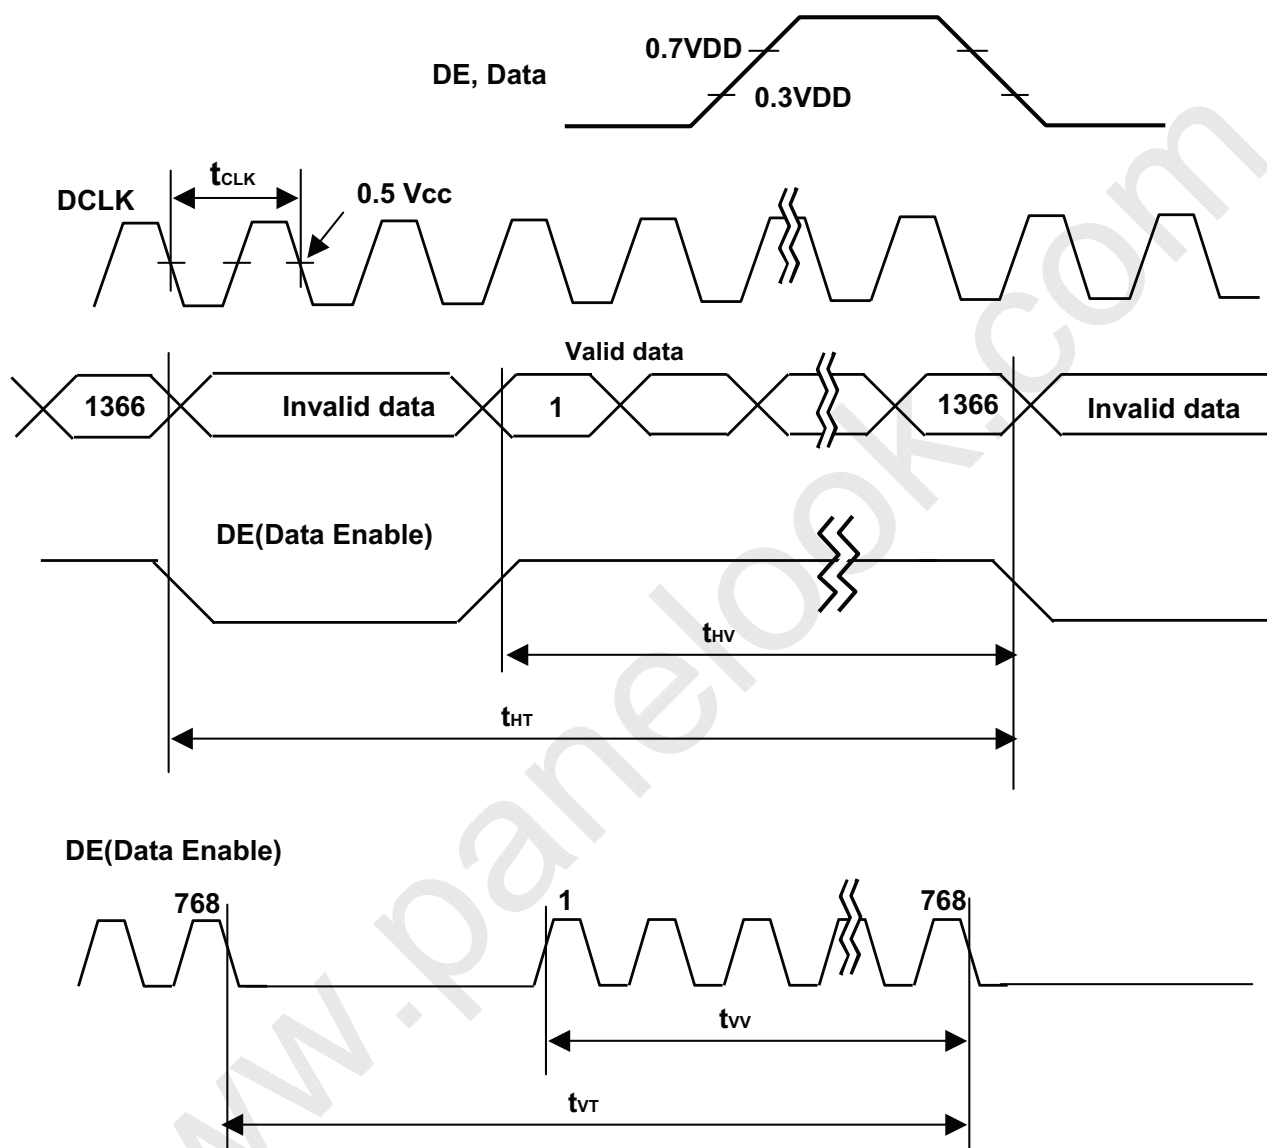 0.7VDD
DE, Data
0.3VDD
tCLK
DCLK
0.5 Vcc
Valid data
1366
Invalid data
1
1366
Invalid data
DE(Data Enable)
tHV
tHT
DE(Data Enable)
768
1
768
tVV
tVT
www.panelook.com